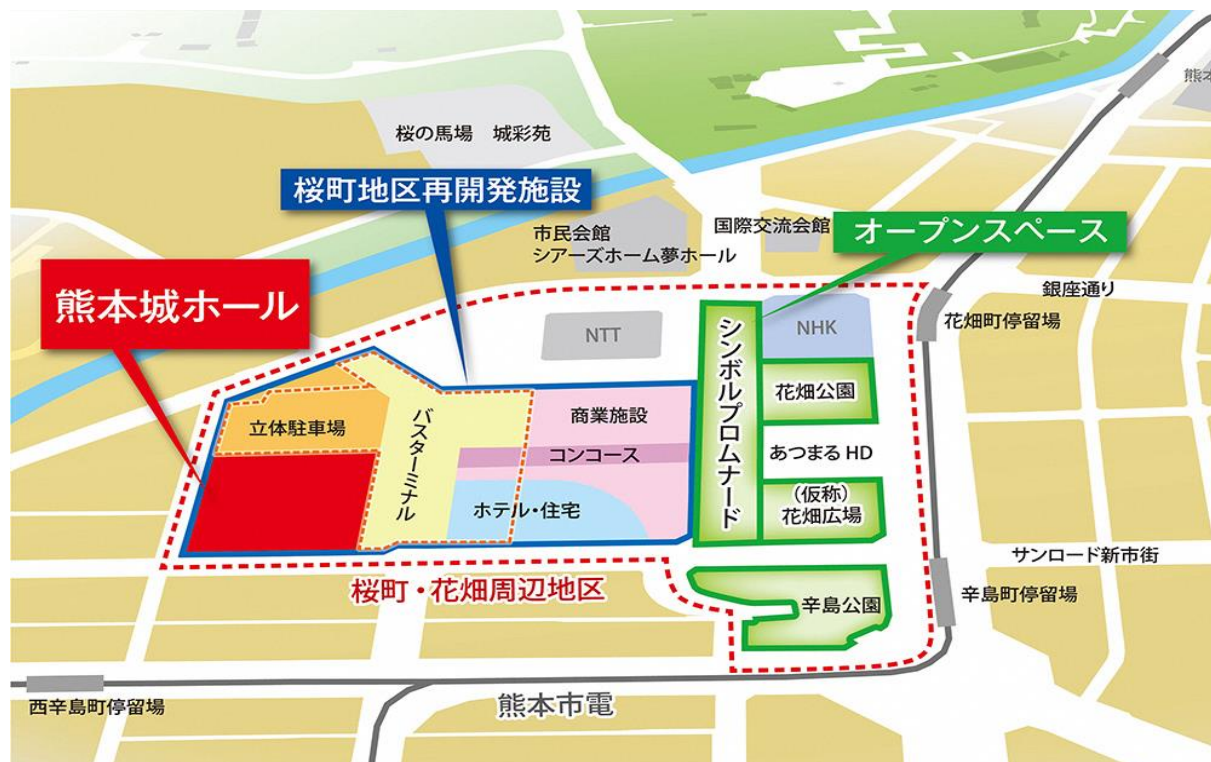 熊本
桜の馬場　城彩苑
桜町地区再開発施設
市民会館
シアーズホーム夢ホール
国際交流会館
オープンスペース
熊本城ホール
銀座通り
花畑町停留場
NTT
シンボルプロムナード
NHK
花畑公園
立体駐車場
バスターミナル
商業施設
コンコース
あつまるHD
ホテル・住宅
（仮称）
花畑広場
サンロード新市街
桜町・花畑周辺地区
辛島公園
辛島町停留場
西辛島町停留場
熊本市電